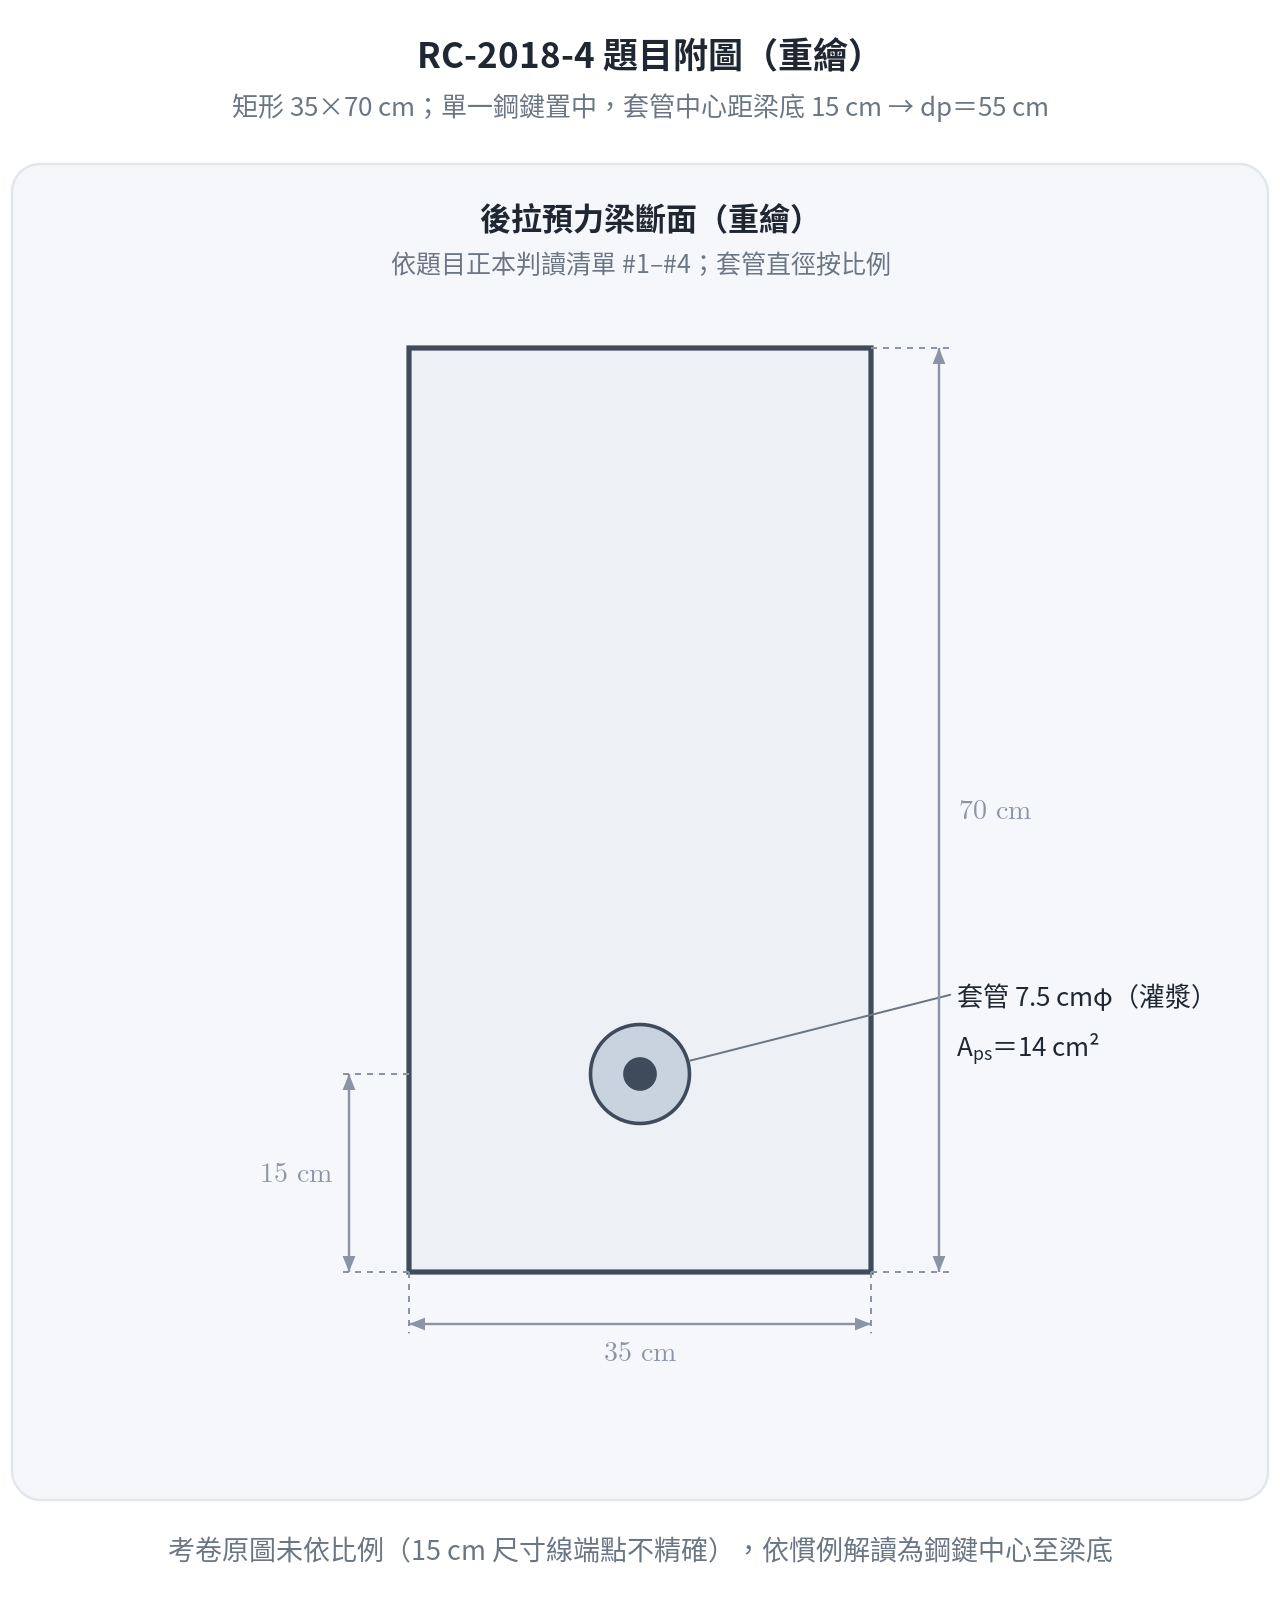 RC-2018-4 題目附圖（重繪）
矩形 35×70 cm；單一鋼鍵置中，套管中心距梁底 15 cm → dp＝55 cm
後拉預力梁斷面（重繪）
依題目正本判讀清單 #1–#4；套管直徑按比例
70 cm
套管 7.5 cmϕ（灌漿）
Aₚₛ＝14 cm²
15 cm
35 cm
考卷原圖未依比例（15 cm 尺寸線端點不精確），依慣例解讀為鋼鍵中心至梁底